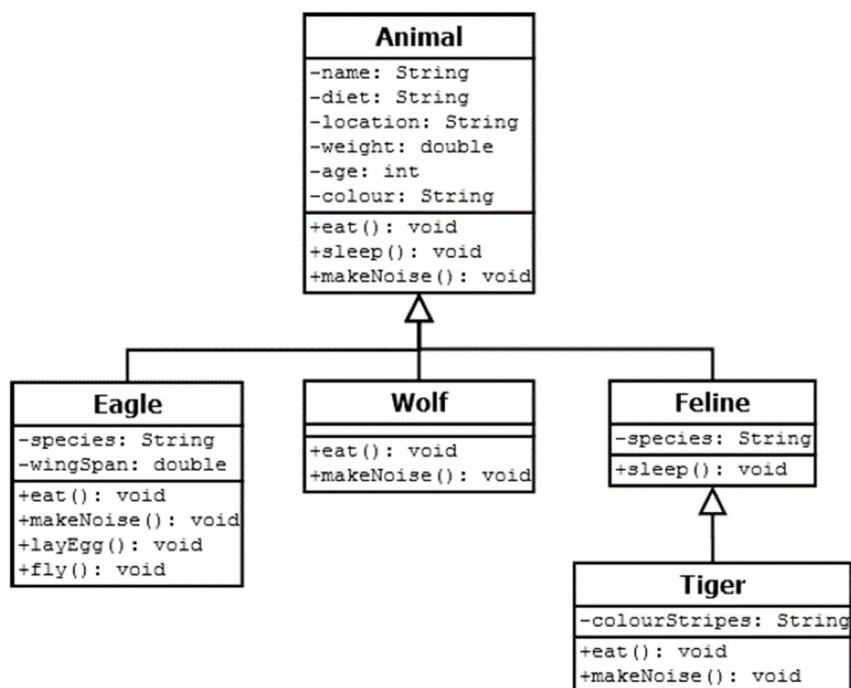 Animal
-name: String
-diet: String
-location: String
-weight: double
-age: int
-colour: String
+eat(): void
+sleep(): void
+makeNoise(): void
Eagle
-species: String
-wingSpan: double
+eat(): void
+makeNoise(): void
+layEgg(): void
+fly(): void
Wolf
+eat(): void
+makeNoise(): void
Feline
-species: String
+sleep(): void
Tiger
-colourStripes: String
+eat(): void
+makeNoise(): void